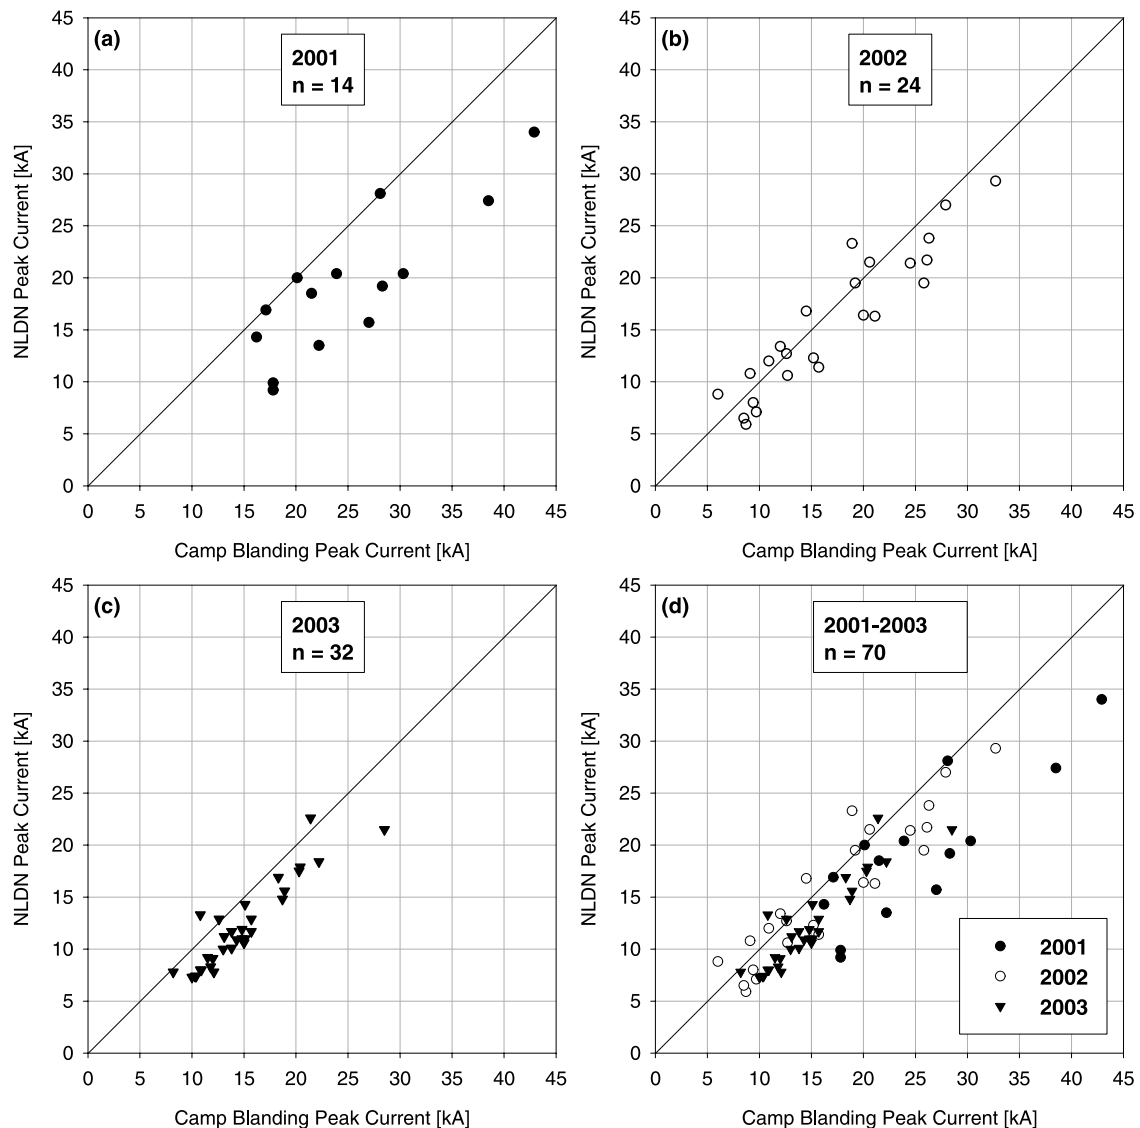 (a)
2001
n = 14
NLDN Peak Current [kA]
45
40
35
30
25
20
15
10
5
0
0 5 10 15 20 25 30 35 40 45
Camp Blanding Peak Current [kA]
(b)
2002
n = 24
NLDN Peak Current [kA]
45
40
35
30
25
20
15
10
5
0
0 5 10 15 20 25 30 35 40 45
Camp Blanding Peak Current [kA]
(c)
2003
n = 32
NLDN Peak Current [kA]
45
40
35
30
25
20
15
10
5
0
0 5 10 15 20 25 30 35 40 45
Camp Blanding Peak Current [kA]
(d)
2001-2003
n = 70
NLDN Peak Current [kA]
45
40
35
30
25
20
15
10
5
0
0 5 10 15 20 25 30 35 40 45
Camp Blanding Peak Current [kA]
2001
2002
2003